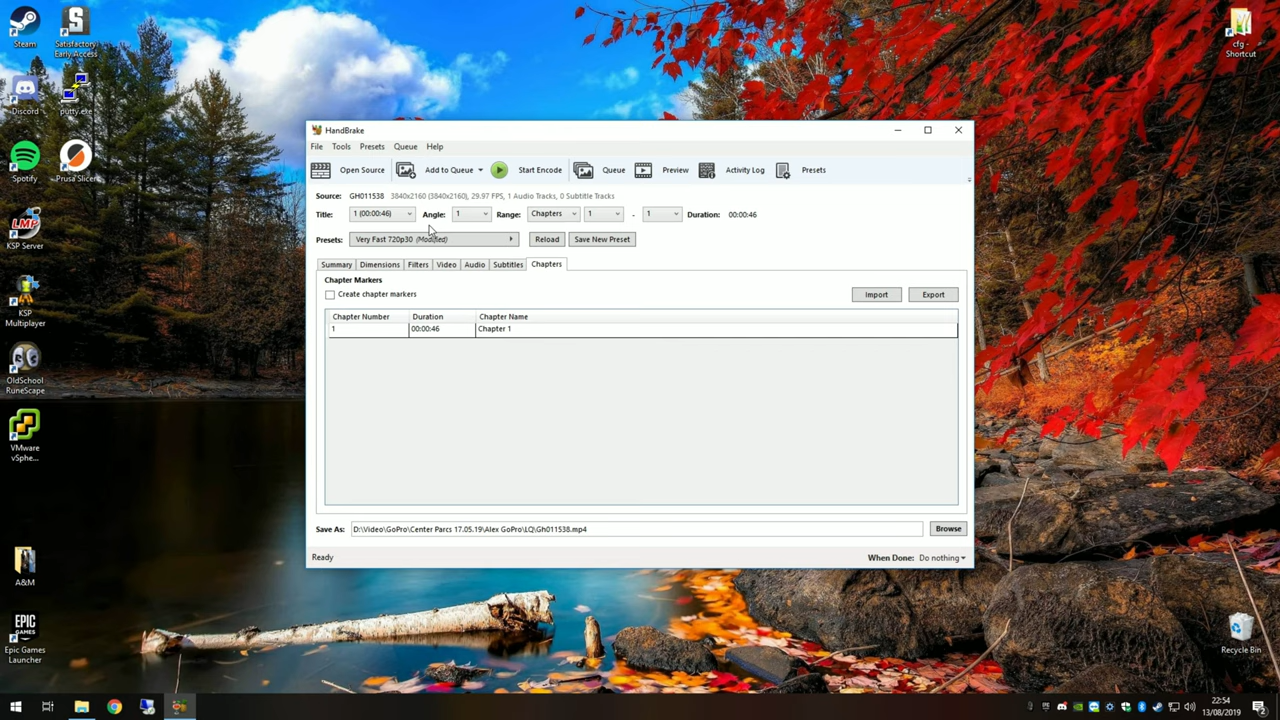 Steam
Satisfactory Early Access
cfg - Shortcut
Discord
putty.exe
Spotify
Prusa Slicer
KSP Server
KSP Multiplayer
OldSchool RuneScape
VMware vSphe...
A&M
EPIC GAMES
Epic Games Launcher
Recycle Bin
LMP
HandBrake
File Tools Presets Queue Help
Open Source Add to Queue Start Encode Queue Preview Activity Log Presets
Source: GH011538 3840x2160 (3840x2160), 29.97 FPS, 1 Audio Tracks, 0 Subtitle Tracks
Title: 1 (00:00:46) Angle: 1 Range: Chapters 1 - 1 Duration: 00:00:46
Presets: Very Fast 720p30 (Modified) Reload Save New Preset
Summary Dimensions Filters Video Audio Subtitles Chapters
Chapter Markers
Create chapter markers Import Export
Chapter Number Duration Chapter Name
1 00:00:46 Chapter 1
Save As: D:\Video\GoPro\Center Parcs 17.05.19\Alex GoPro\LQ\Gh011538.mp4 Browse
Ready When Done: Do nothing
22:54
13/08/2019
2